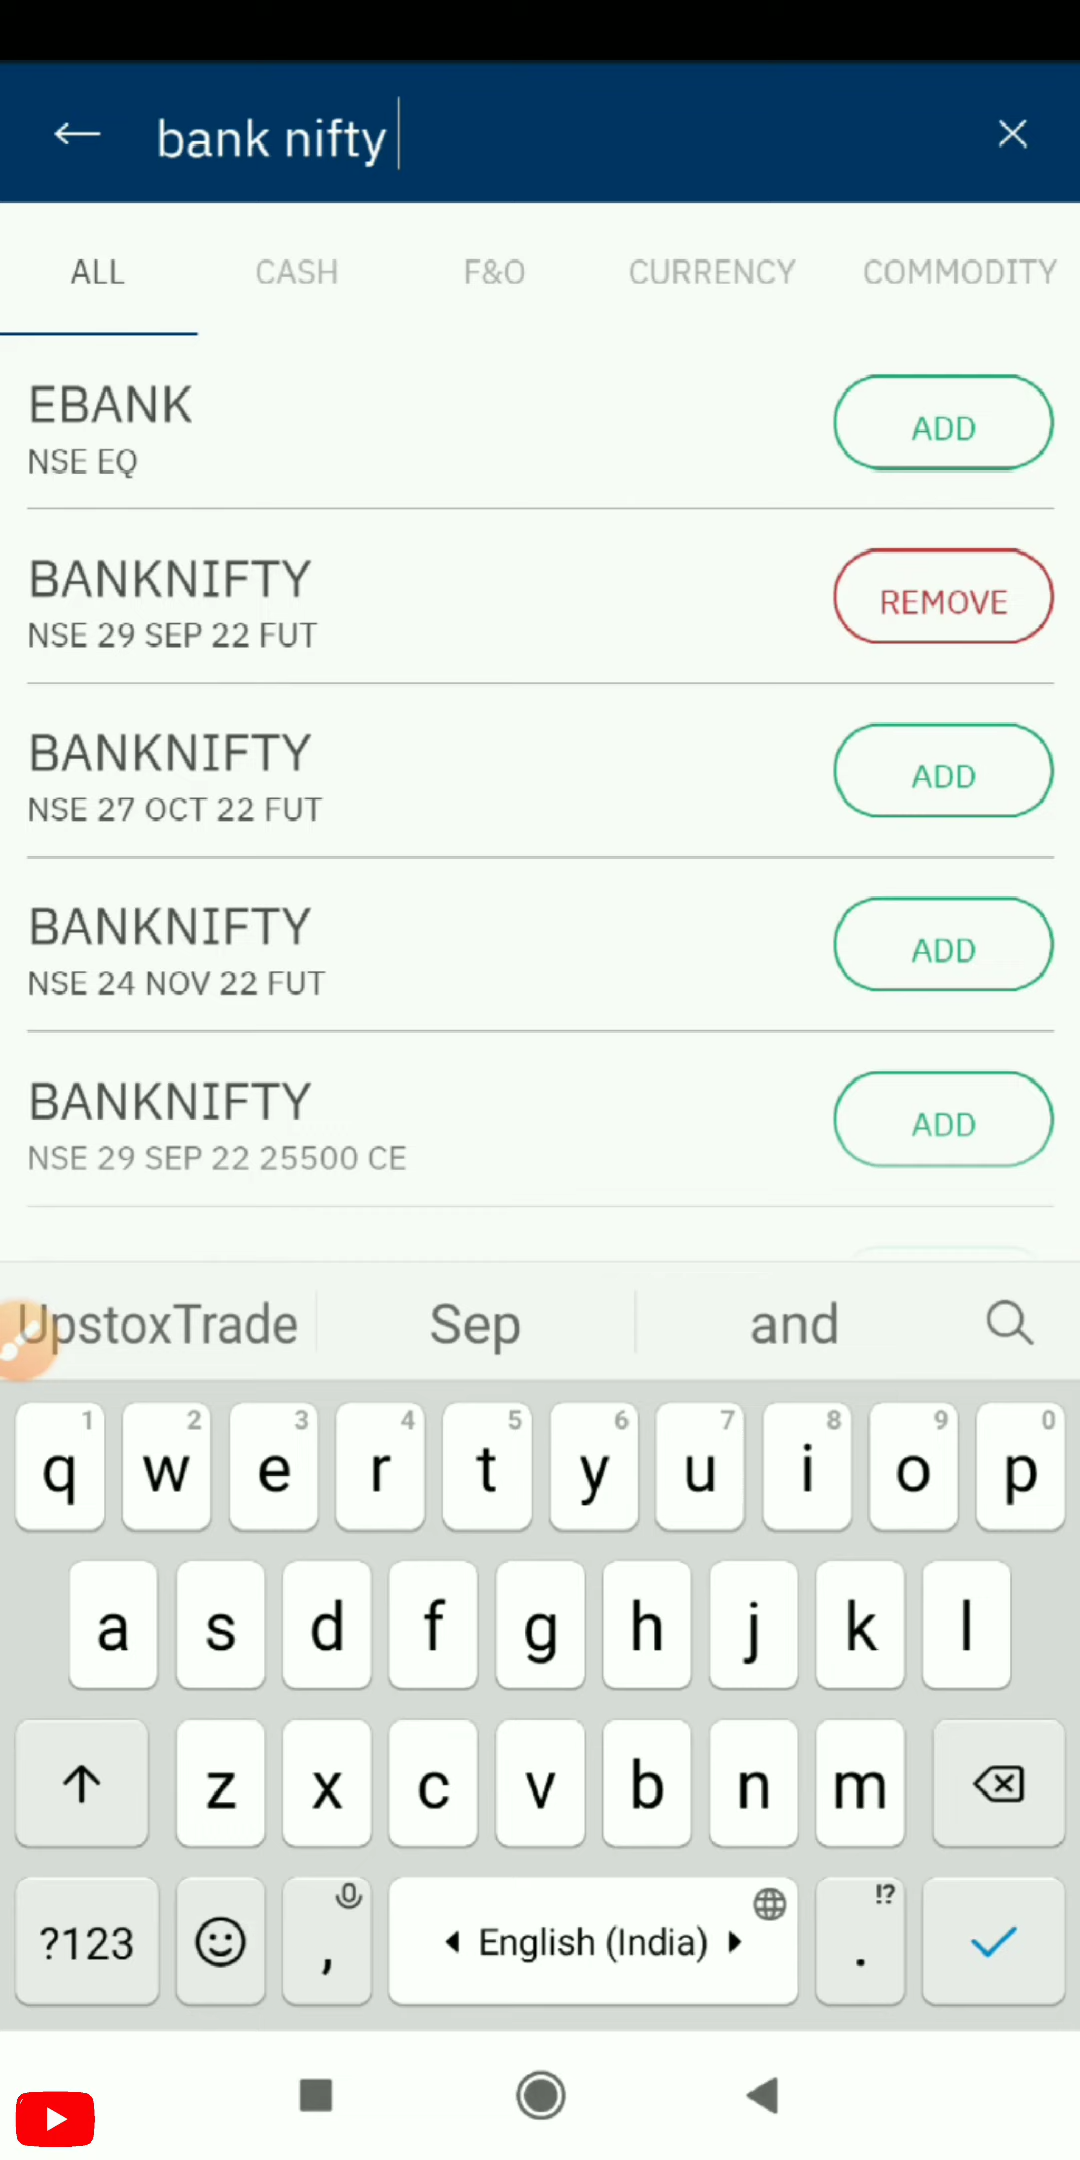 bank nifty
ALL CASH F&O CURRENCY COMMODITY
EBANK
NSE EQ
ADD
BANKNIFTY
NSE 29 SEP 22 FUT
REMOVE
BANKNIFTY
NSE 27 OCT 22 FUT
ADD
BANKNIFTY
NSE 24 NOV 22 FUT
ADD
BANKNIFTY
NSE 29 SEP 22 25500 CE
ADD
UpstoxTrade Sep and
1 2 3 4 5 6 7 8 9 0
q w e r t y u i o p
a s d f g h j k l
z x c v b n m
?123 , English (India) . !?